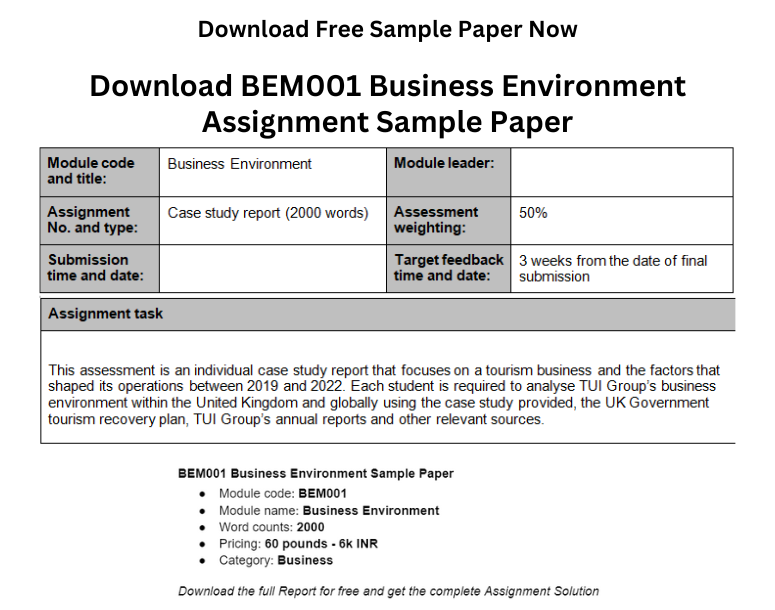 Download Free Sample Paper Now
Download BEM001 Business Environment
Assignment Sample Paper
Module code
and title:
Business Environment
Module leader:
Assignment
No. and type:
Case study report (2000 words)
Assessment
weighting:
50%
Submission
time and date:
Target feedback
time and date:
3 weeks from the date of final
submission
Assignment task
This assessment is an individual case study report that focuses on a tourism business and the factors that
shaped its operations between 2019 and 2022. Each student is required to analyse TUI Group's business
environment within the United Kingdom and globally using the case study provided, the UK Government
tourism recovery plan, TUI Group's annual reports and other relevant sources.
BEM001 Business Environment Sample Paper
• Module code: BEM001
• Module name: Business Environment
• Word counts: 2000
• Pricing: 60 pounds - 6k INR
• Category: Business
Download the full Report for free and get the complete Assignment Solution